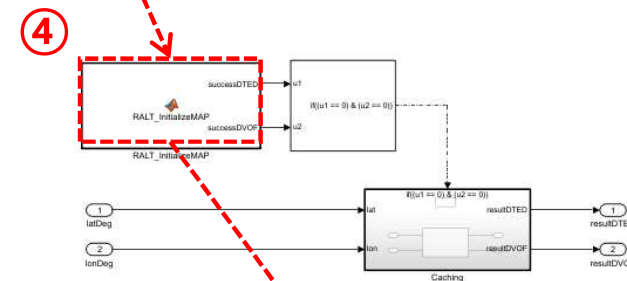 ④
successDTED
u1
if((u1 == 0) & (u2 == 0))
RALT_InitializeMAP
successDVOF
u2
RALT_InitializeMAP
if((u1 == 0) & (u2 == 0))
1
lat
resultDTED
1
latDeg
resultDTE
2
lon
resultDVOF
2
lonDeg
resultDVO
Caching